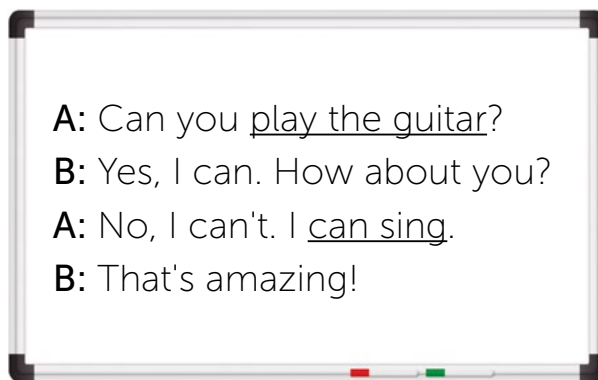 A: Can you play the guitar?
B: Yes, I can. How about you?
A: No, I can't. I can sing.
B: That's amazing!